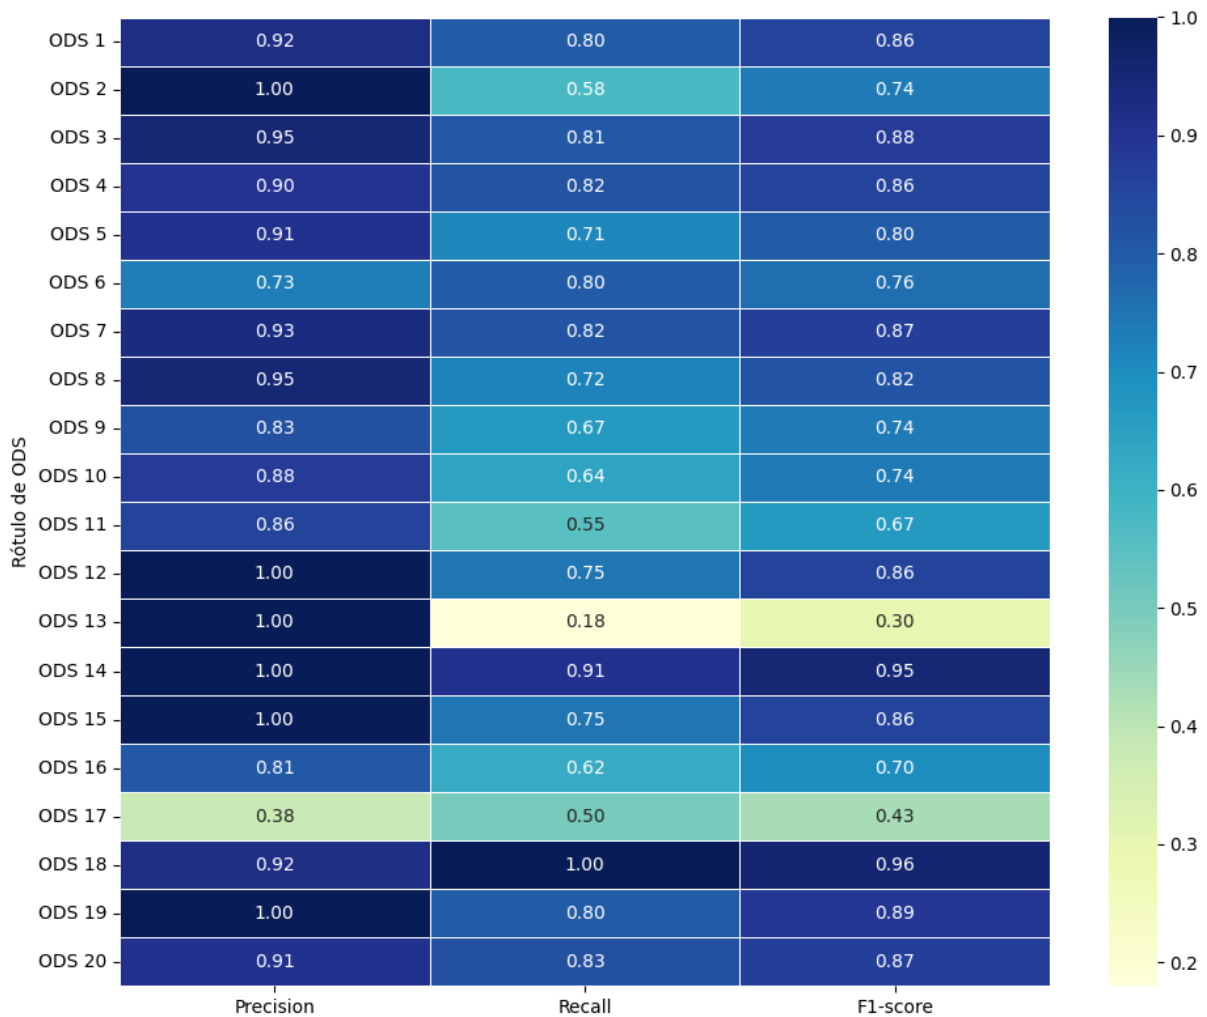 ODS 1 0.92 0.80 0.86
ODS 2 1.00 0.58 0.74
ODS 3 0.95 0.81 0.88
ODS 4 0.90 0.82 0.86
ODS 5 0.91 0.71 0.80
ODS 6 0.73 0.80 0.76
ODS 7 0.93 0.82 0.87
ODS 8 0.95 0.72 0.82
ODS 9 0.83 0.67 0.74
ODS 10 0.88 0.64 0.74
ODS 11 0.86 0.55 0.67
ODS 12 1.00 0.75 0.86
ODS 13 1.00 0.18 0.30
ODS 14 1.00 0.91 0.95
ODS 15 1.00 0.75 0.86
ODS 16 0.81 0.62 0.70
ODS 17 0.38 0.50 0.43
ODS 18 0.92 1.00 0.96
ODS 19 1.00 0.80 0.89
ODS 20 0.91 0.83 0.87
Precision Recall F1-score
Rótulo de ODS
1.0
0.9
0.8
0.7
0.6
0.5
0.4
0.3
0.2